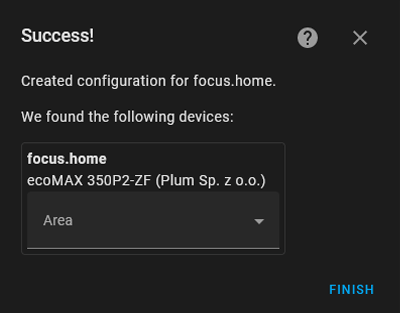 Success!
Created configuration for focus.home.
We found the following devices:
focus.home
ecoMAX 350P2-ZF (Plum Sp. z o.o.)
Area
FINISH